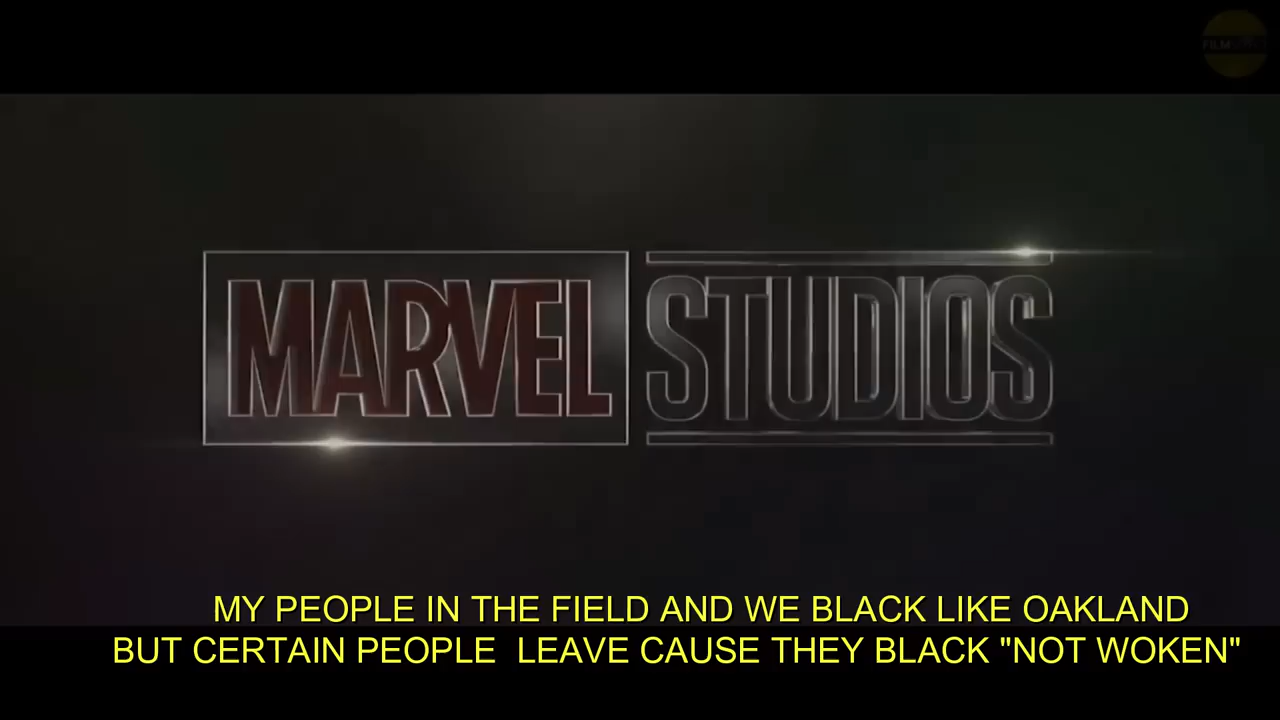 MARVEL STUDIOS
MY PEOPLE IN THE FIELD AND WE BLACK LIKE OAKLAND
BUT CERTAIN PEOPLE  LEAVE CAUSE THEY BLACK "NOT WOKEN"